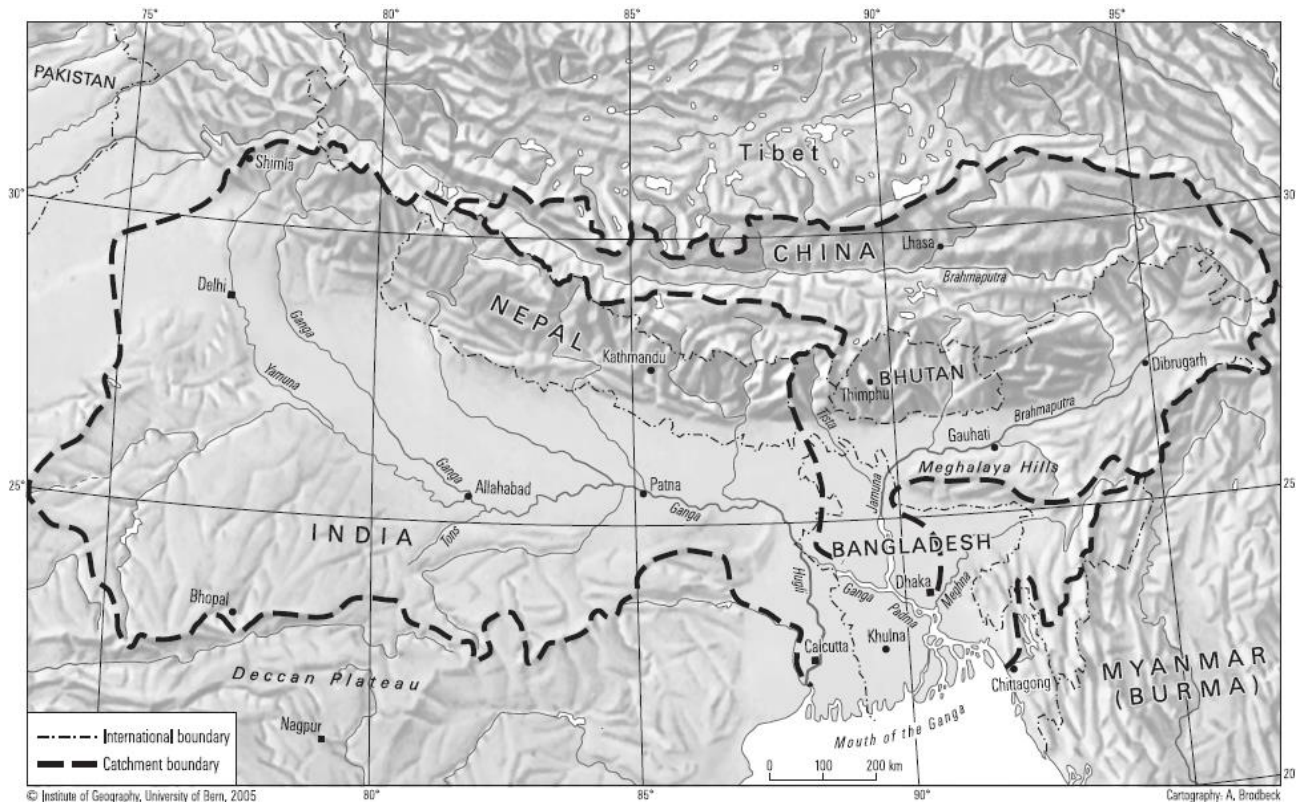 75°
80°
85°
90°
95°
PAKISTAN
Shimla
Tibet
30°
30°
CHINA
Lhasa
Brahmaputra
Delhi
Ganga
NEPAL
Kathmandu
BHUTAN
Thimphu
Dibrugarh
Yamuna
Tista
Brahmaputra
Gauhati
Meghalaya Hills
Ganga
Allahabad
Patna
Ganga
Jamuna
25°
25°
INDIA
Tons
BANGLADESH
Hugli
Dhaka
Ganga
Meghna
Padma
Bhopal
Khulna
Calcutta
Chittagong
MYANMAR
(BURMA)
Deccan Plateau
Nagpur
Mouth of the Ganga
International boundary
Catchment boundary
0 100 200 km
20°
80°
85°
90°
95°
© Institute of Geography, University of Bern, 2005
Cartography: A. Brodbeck